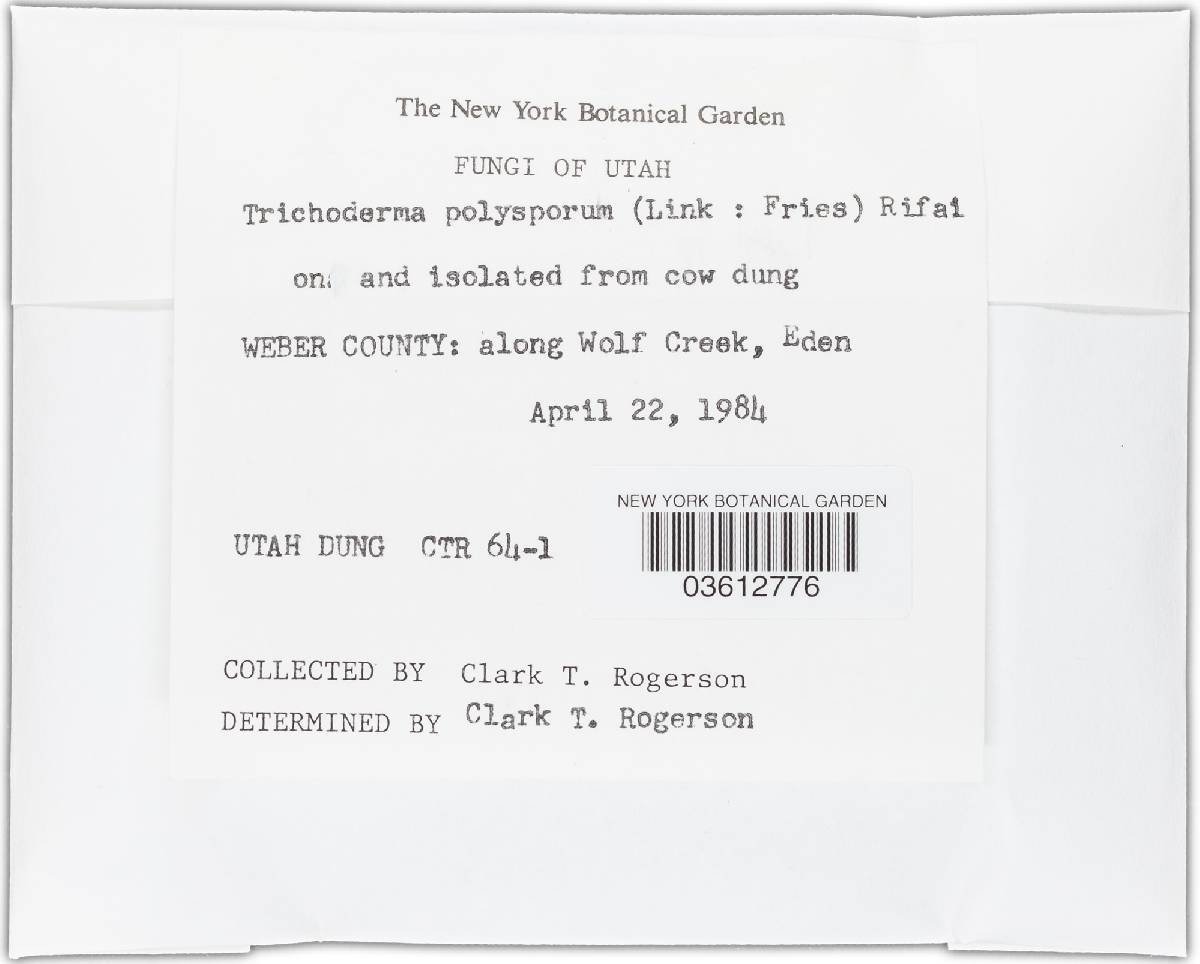 The New York Botanical Garden
FUNGI OF UTAH
Trichoderma polysporum (Link : Fries) Rifai
on and isolated from cow dung
WEBER COUNTY: along Wolf Creek, Eden
April 22, 1984
NEW YORK BOTANICAL GARDEN
03612776
UTAH DUNG CTR 64-1
COLLECTED BY Clark T. Rogerson
DETERMINED BY Clark T. Rogerson